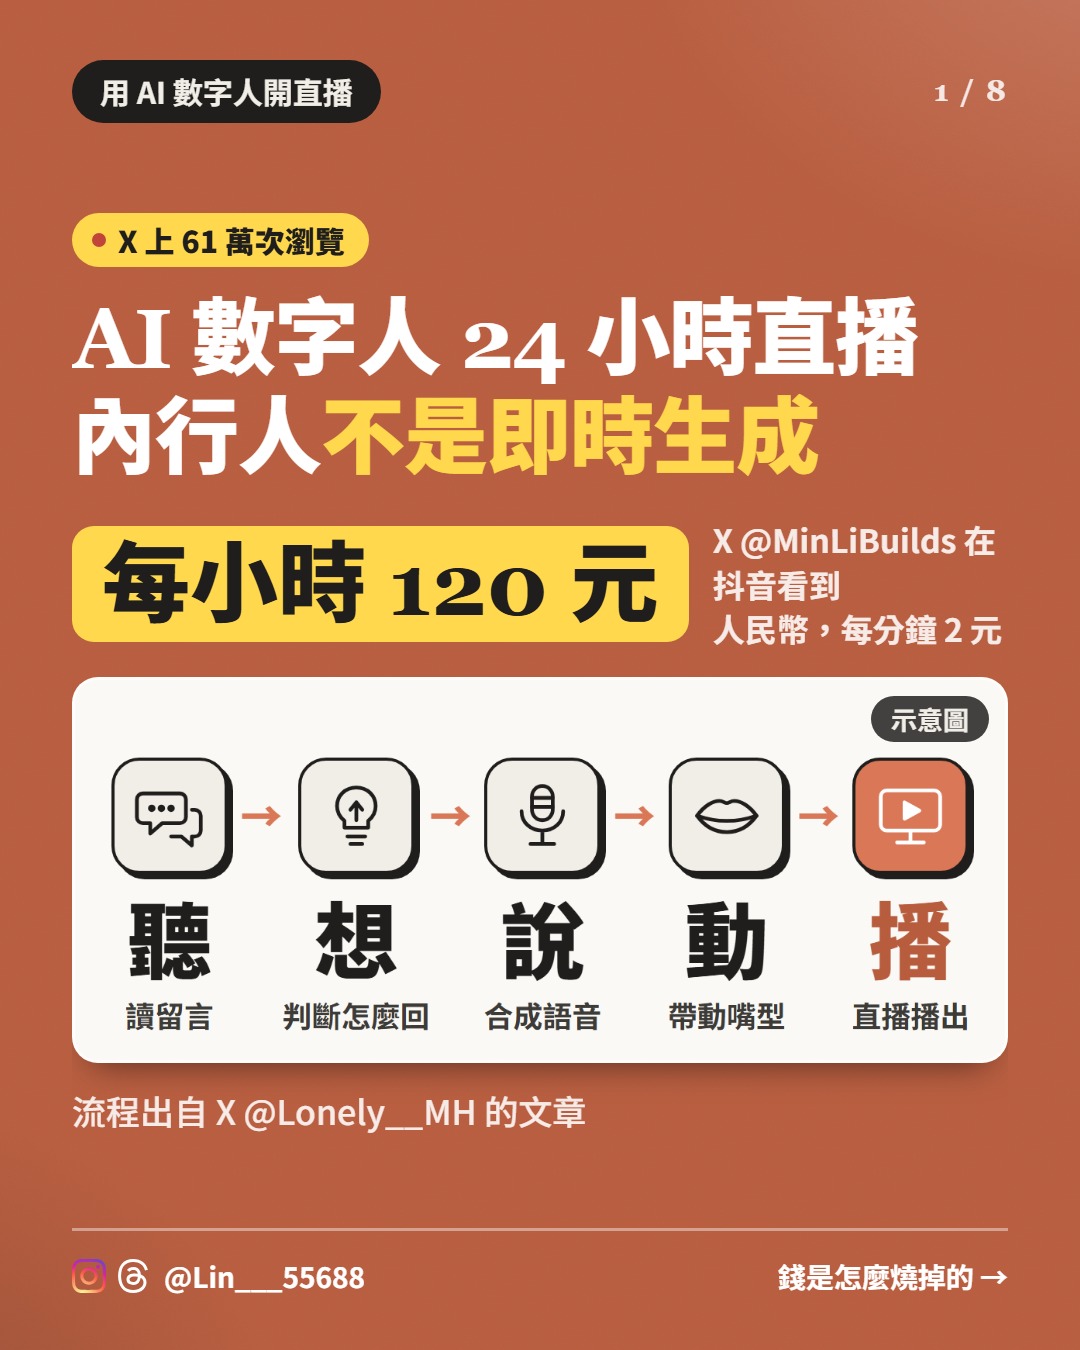 用 AI 數字人開直播
1 / 8
X 上 61 萬次瀏覽
AI 數字人 24 小時直播
內行人不是即時生成
每小時 120 元
X @MinLiBuilds 在
抖音看到
人民幣，每分鐘 2 元
示意圖
聽 想 說 動 播
讀留言 判斷怎麼回 合成語音 帶動嘴型 直播播出
流程出自 X @Lonely__MH 的文章
@Lin___55688
錢是怎麼燒掉的 →